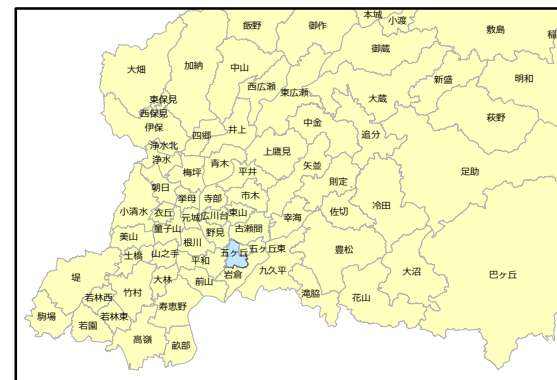 本城
小渡
飯野
御作
敷島
稲
御蔵
大畑
加納
中山
新盛
明和
西広瀬
東広瀬
東保見
大蔵
西保見
萩野
伊保
四郷
井上
中金
追分
浄水北
浄水
上鷹見
矢並
足助
梅坪
青木
平井
則定
朝日
挙母
寺部
市木
冷田
小清水
衣丘
元城
広川台
東山
幸海
佐切
童子山
野見
古瀬間
美山
根川
五ヶ丘
五ヶ丘東
豊松
土橋
山之手
平和
岩倉
九久平
大沼
巴ヶ丘
堤
大林
前山
竹村
若林西
寿恵野
滝脇
花山
駒場
若園
若林東
高嶺
畝部